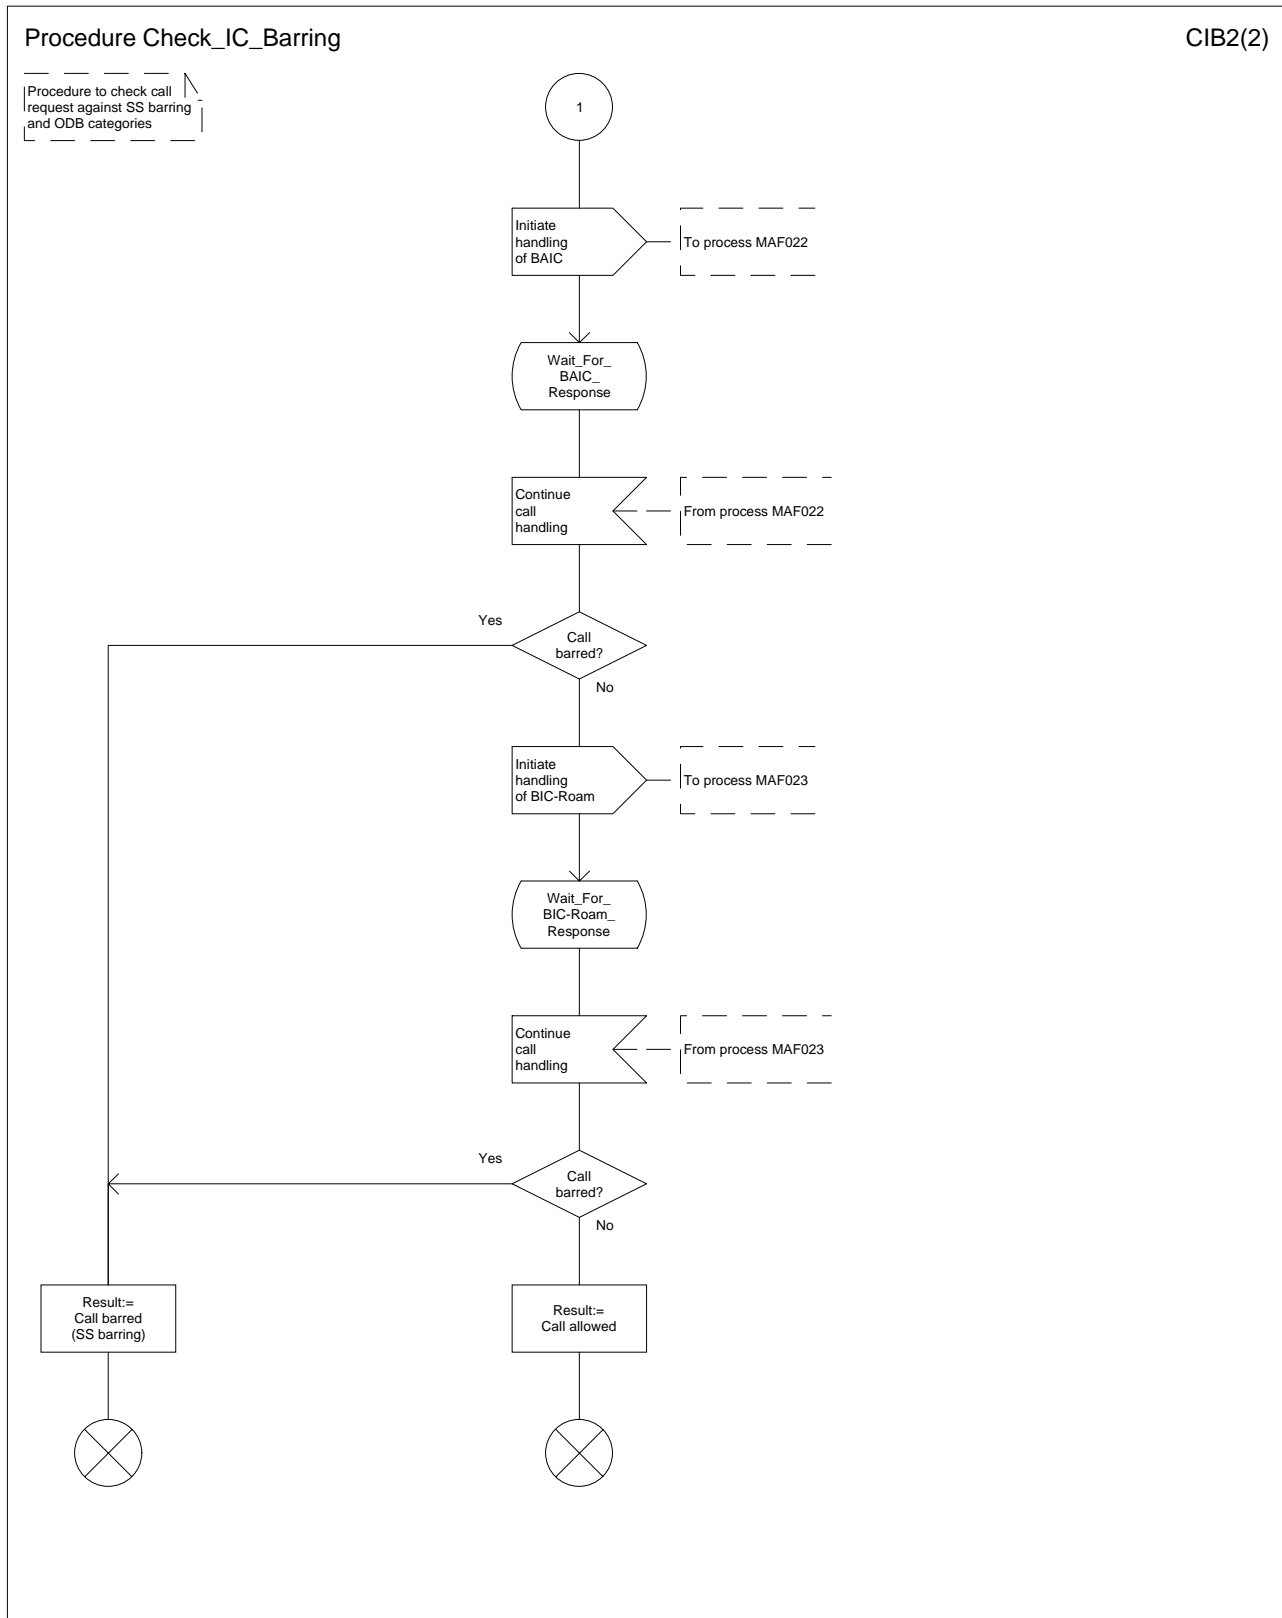 Procedure Check_IC_Barring
CIB2(2)
Procedure to check call
request against SS barring
and ODB categories
1
Initiate
handling
of BAIC
To process MAF022
Wait_For_
BAIC_
Response
Continue
call
handling
From process MAF022
Yes
Call
barred?
No
Initiate
handling
of BIC-Roam
To process MAF023
Wait_For_
BIC-Roam_
Response
Continue
call
handling
From process MAF023
Yes
Call
barred?
No
Result:=
Call barred
(SS barring)
Result:=
Call allowed